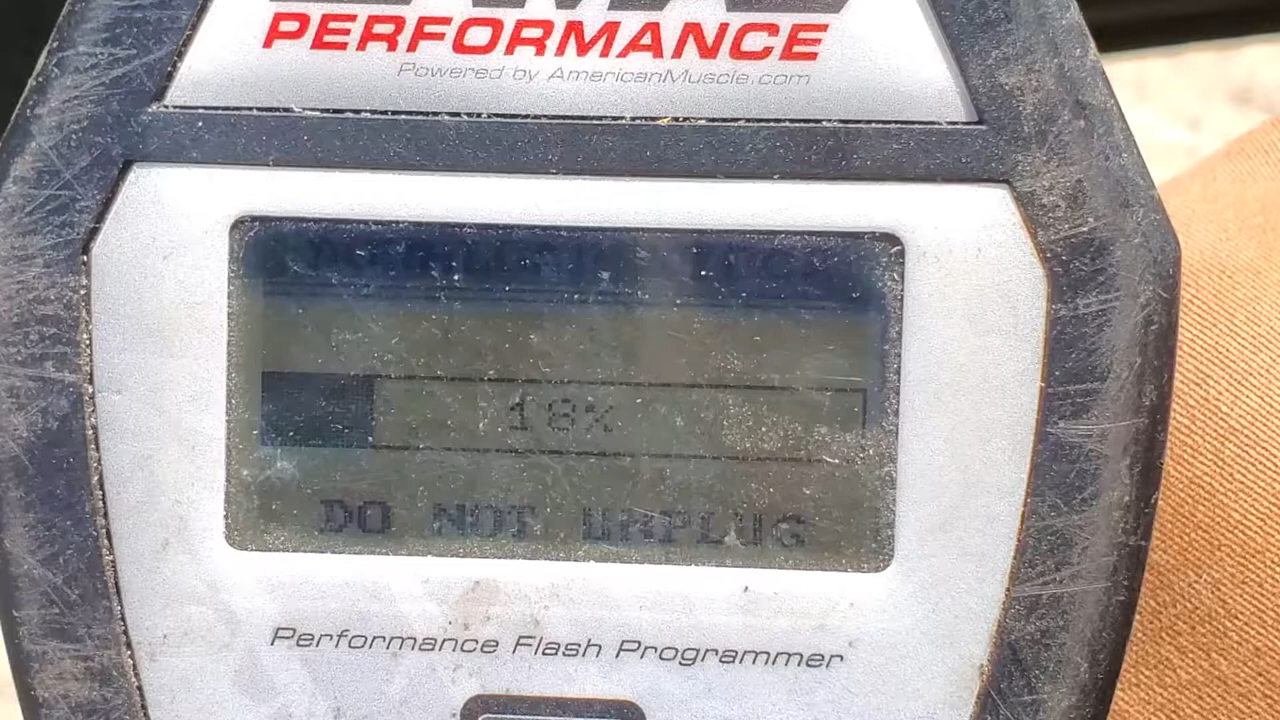 PERFORMANCE
Powered by AmericanMuscle.com
18%
DO NOT UNPLUG
Performance Flash Programmer